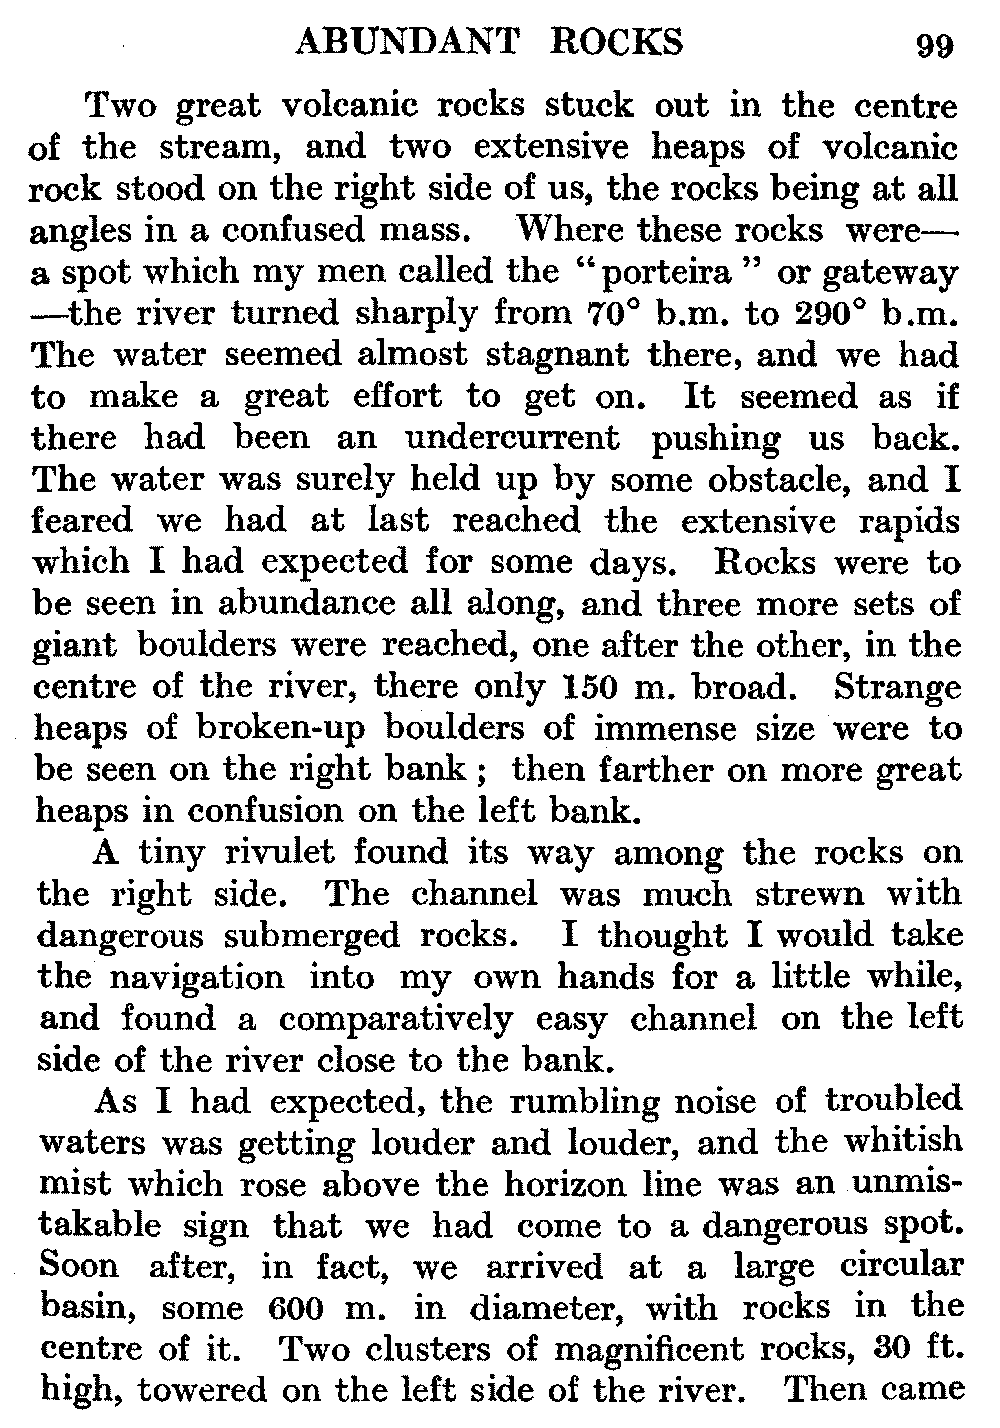 ABUNDANT ROCKS 99
Two great volcanic rocks stuck out in the centre
of the stream, and two extensive heaps of volcanic
rock stood on the right side of us, the rocks being at all
angles in a confused mass. Where these rocks were—
a spot which my men called the “porteira” or gateway
—the river turned sharply from 70° b.m. to 290° b.m.
The water seemed almost stagnant there, and we had
to make a great effort to get on. It seemed as if
there had been an undercurrent pushing us back.
The water was surely held up by some obstacle, and I
feared we had at last reached the extensive rapids
which I had expected for some days. Rocks were to
be seen in abundance all along, and three more sets of
giant boulders were reached, one after the other, in the
centre of the river, there only 150 m. broad. Strange
heaps of broken-up boulders of immense size were to
be seen on the right bank; then farther on more great
heaps in confusion on the left bank.
A tiny rivulet found its way among the rocks on
the right side. The channel was much strewn with
dangerous submerged rocks. I thought I would take
the navigation into my own hands for a little while,
and found a comparatively easy channel on the left
side of the river close to the bank.
As I had expected, the rumbling noise of troubled
waters was getting louder and louder, and the whitish
mist which rose above the horizon line was an unmis-
takable sign that we had come to a dangerous spot.
Soon after, in fact, we arrived at a large circular
basin, some 600 m. in diameter, with rocks in the
centre of it. Two clusters of magnificent rocks, 30 ft.
high, towered on the left side of the river. Then came